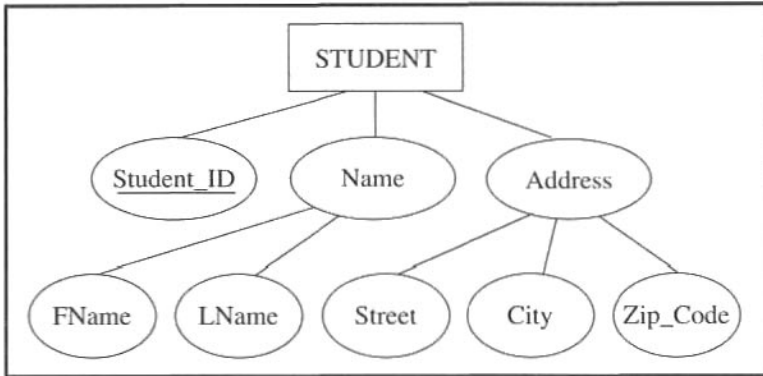 STUDENT
Student_ID Name Address
FName LName Street City Zip_Code